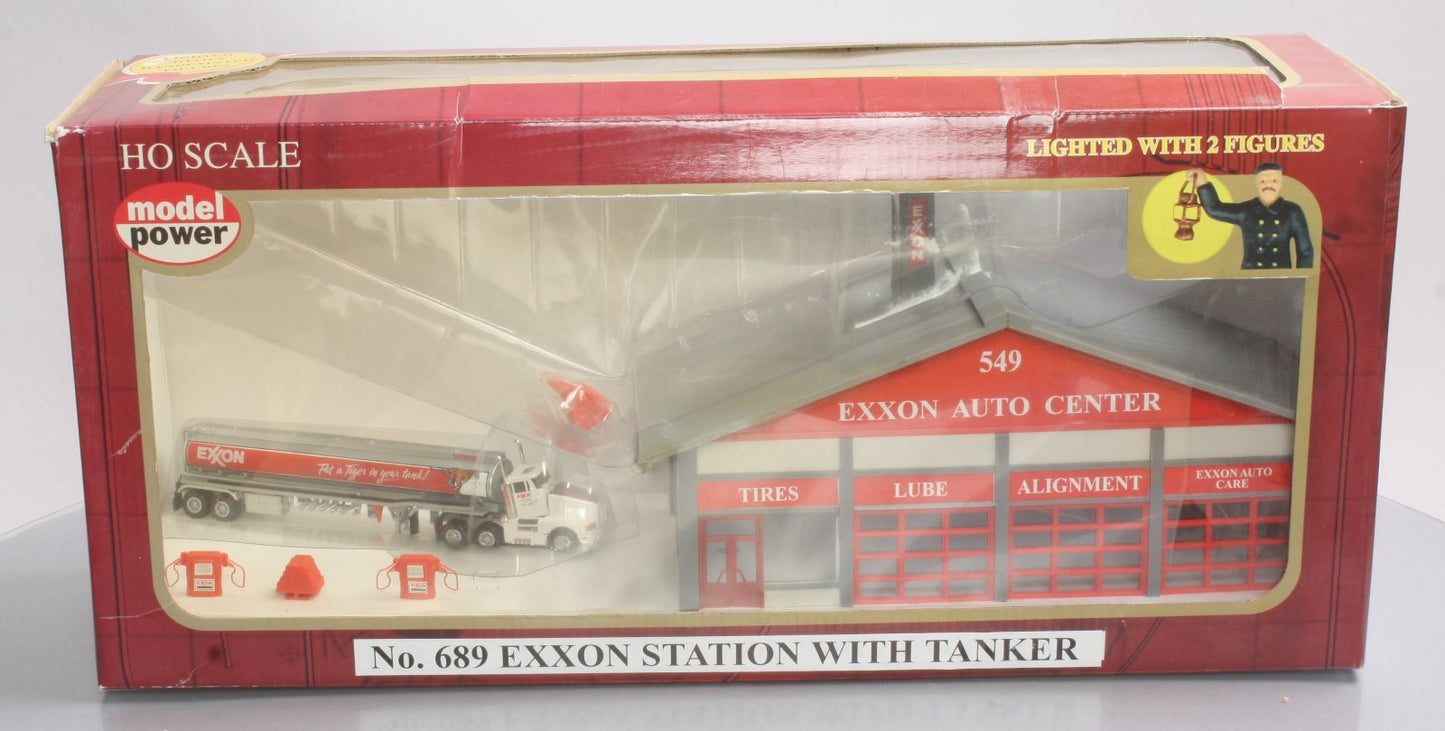 HO SCALE
LIGHTED WITH 2 FIGURES
model
power
EXXON
549
EXXON AUTO CENTER
EXXON
Put a Tiger in your tank!
TIRES
LUBE
ALIGNMENT
EXXON AUTO
CARE
No. 689 EXXON STATION WITH TANKER